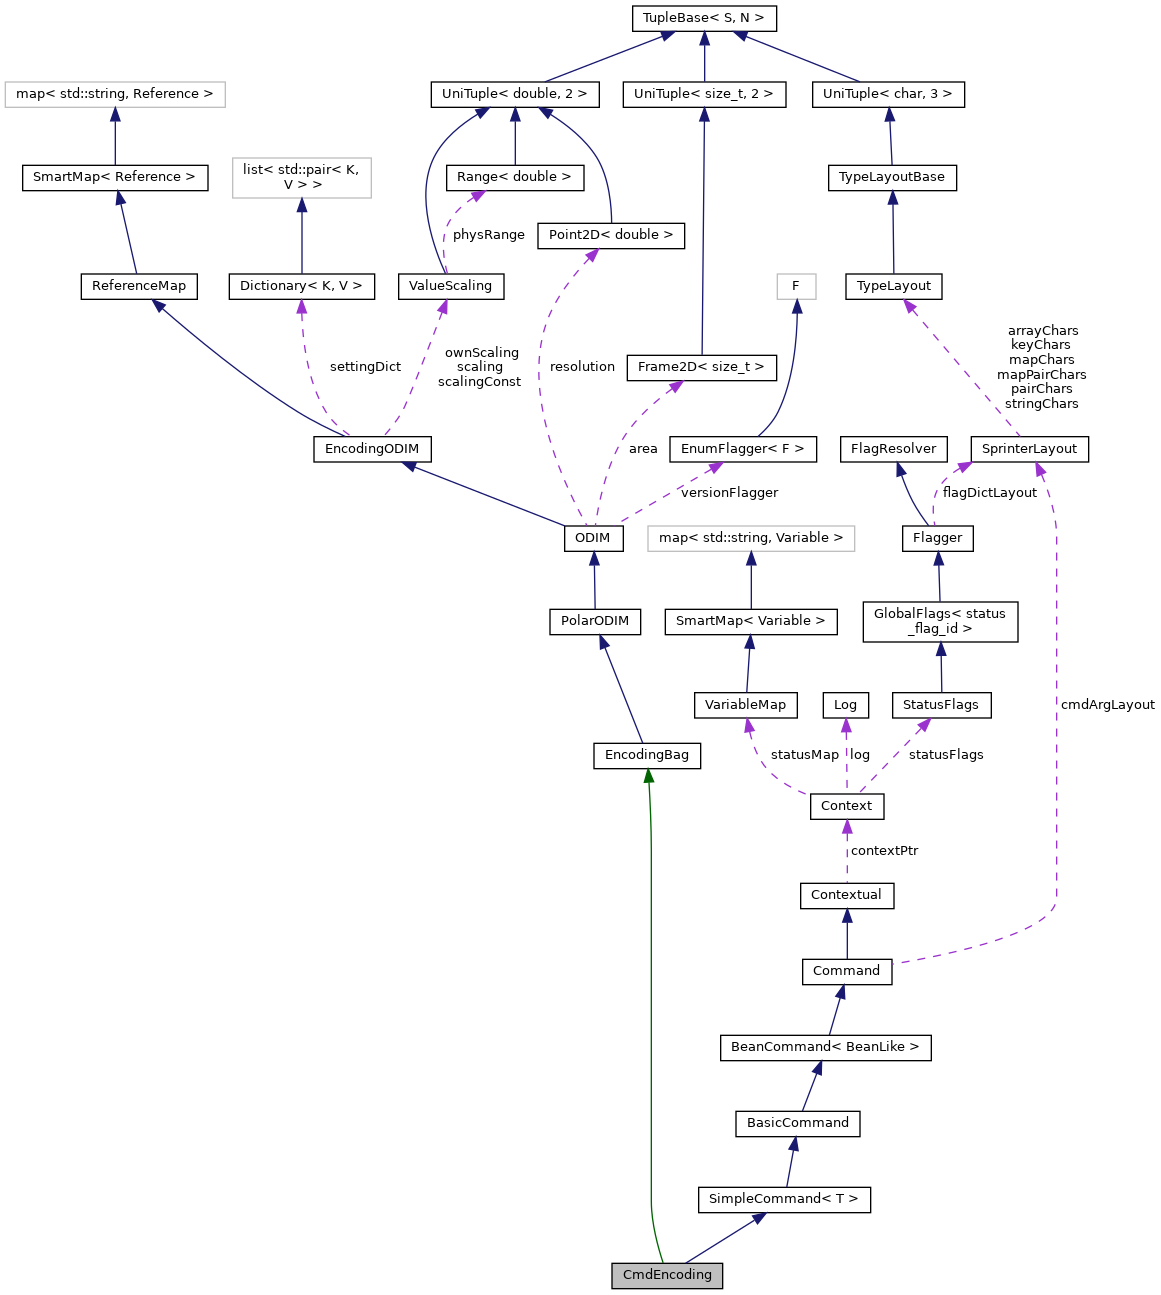 TupleBase< S, N >
map< std::string, Reference >
UniTuple< double, 2 >
UniTuple< size_t, 2 >
UniTuple< char, 3 >
list< std::pair< K,
V > >
SmartMap< Reference >
Range< double >
TypeLayoutBase
physRange
Point2D< double >
ReferenceMap
Dictionary< K, V >
ValueScaling
F
TypeLayout
settingDict
ownScaling
scaling
scalingConst
resolution
Frame2D< size_t >
arrayChars
keyChars
mapChars
mapPairChars
pairChars
stringChars
EncodingODIM
area
EnumFlagger< F >
FlagResolver
SprinterLayout
versionFlagger
flagDictLayout
ODIM
map< std::string, Variable >
Flagger
PolarODIM
SmartMap< Variable >
GlobalFlags< status
_flag_id >
VariableMap
Log
StatusFlags
cmdArgLayout
EncodingBag
statusMap
log
statusFlags
Context
contextPtr
Contextual
Command
BeanCommand< BeanLike >
BasicCommand
SimpleCommand< T >
CmdEncoding